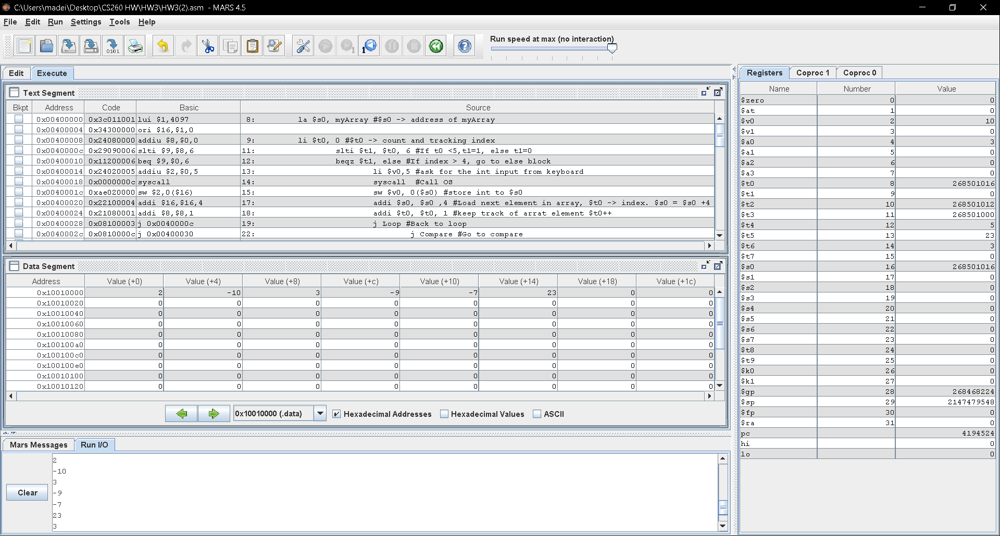 C:\Users\madei\Desktop\CS260 HW\HW3\HW3(2).asm - MARS 4.5
File Edit Run Settings Tools Help
Run speed at max (no interaction)
Edit Execute
Text Segment
Bkpt Address Code Basic Source
0x00400000 0x3c011001 lui $1,4097 8: la $s0, myArray #$s0 -> address of myArray
0x00400004 0x34300000 ori $16,$1,0
0x00400008 0x24080000 addiu $8,$0,0 9: li $t0, 0 #$t0 -> count and tracking index
0x0040000c 0x29090006 slti $9,$8,6 11: slti $t1, $t0, 6 #If t0 <5,t1=1, else t1=0
0x00400010 0x11200006 beq $9,$0,6 12: beqz $t1, else #If index > 4, go to else block
0x00400014 0x24020005 addiu $2,$0,5 13: li $v0,5 #ask for the int input from keyboard
0x00400018 0x0000000c syscall 14: syscall #Call OS
0x0040001c 0xae020000 sw $2,0($16) 15: sw $v0, 0($s0) #store int to $s0
0x00400020 0x22100004 addi $16,$16,4 17: addi $s0, $s0 ,4 #Load next element in array, $t0 -> index. $s0 = $s0 +4
0x00400024 0x21080001 addi $8,$8,1 18: addi $t0, $t0, 1 #keep track of arrat element $t0++
0x00400028 0x08100003 j 0x0040000c 19: j Loop #Back to loop
0x0040002c 0x0810000c j 0x00400030 22: j Compare #Go to compare
Data Segment
Address Value (+0) Value (+4) Value (+8) Value (+c) Value (+10) Value (+14) Value (+18) Value (+1c)
0x10010000 2 -10 3 -9 -7 23 0 0
0x10010020 0 0 0 0 0 0 0 0
0x10010040 0 0 0 0 0 0 0 0
0x10010060 0 0 0 0 0 0 0 0
0x10010080 0 0 0 0 0 0 0 0
0x100100a0 0 0 0 0 0 0 0 0
0x100100c0 0 0 0 0 0 0 0 0
0x100100e0 0 0 0 0 0 0 0 0
0x10010100 0 0 0 0 0 0 0 0
0x10010120 0 0 0 0 0 0 0 0
0x10010000 (.data) Hexadecimal Addresses Hexadecimal Values ASCII
Mars Messages Run I/O
Clear
2
-10
3
-9
-7
23
3
Registers Coproc 1 Coproc 0
Name Number Value
$zero 0 0
$at 1 0
$v0 2 10
$v1 3 0
$a0 4 3
$a1 5 0
$a2 6 0
$a3 7 0
$t0 8 268501016
$t1 9 0
$t2 10 268501012
$t3 11 268501000
$t4 12 5
$t5 13 23
$t6 14 3
$t7 15 0
$s0 16 268501016
$s1 17 0
$s2 18 0
$s3 19 0
$s4 20 0
$s5 21 0
$s6 22 0
$s7 23 0
$t8 24 0
$t9 25 0
$k0 26 0
$k1 27 0
$gp 28 268468224
$sp 29 2147479548
$fp 30 0
$ra 31 0
pc 4194524
hi 0
lo 0